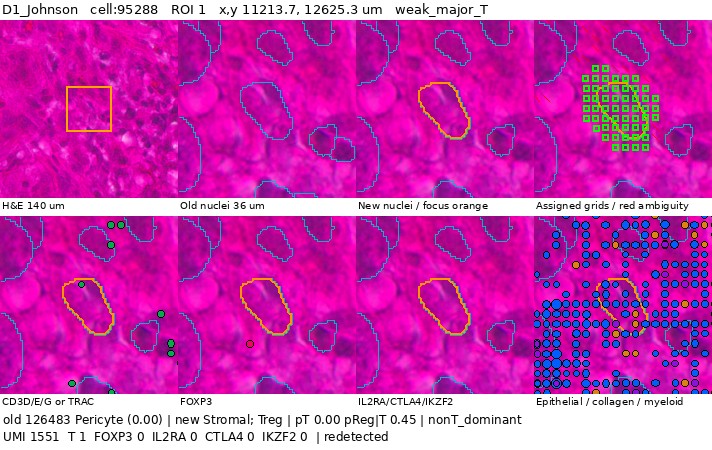 D1_Johnson cell:95288 ROI 1 x,y 11213.7, 12625.3 um weak_major_T
H&E 140 um
Old nuclei 36 um
New nuclei / focus orange
Assigned grids / red ambiguity
CD3D/E/G or TRAC
FOXP3
IL2RA/CTLA4/IKZF2
Epithelial / collagen / myeloid
old 126483 Pericyte (0.00) | new Stromal; Treg | pT 0.00 pReg|T 0.45 | nonT_dominant
UMI 1551 T 1 FOXP3 0 IL2RA 0 CTLA4 0 IKZF2 0 | redetected